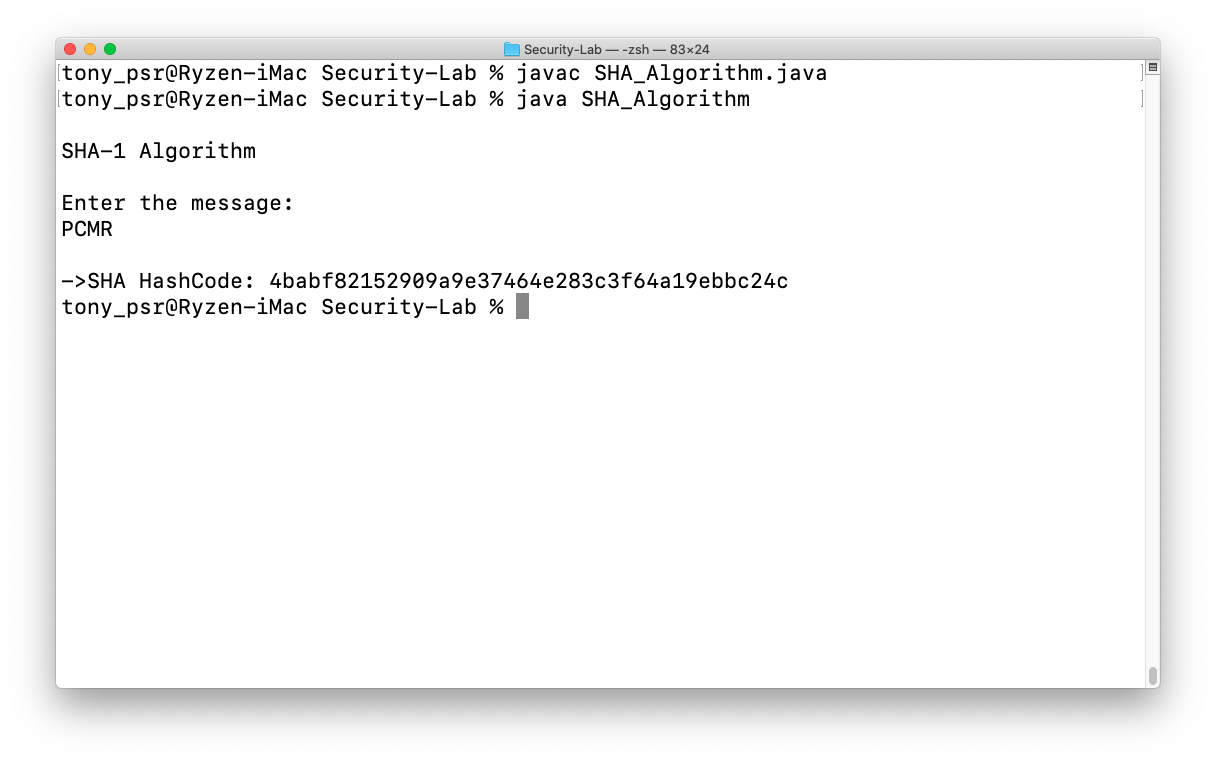 Security-Lab — -zsh — 83×24
tony_psr@Ryzen-iMac Security-Lab % javac SHA_Algorithm.java
tony_psr@Ryzen-iMac Security-Lab % java SHA_Algorithm
SHA-1 Algorithm
Enter the message:
PCMR
->SHA HashCode: 4babf82152909a9e37464e283c3f64a19ebbc24c
tony_psr@Ryzen-iMac Security-Lab %